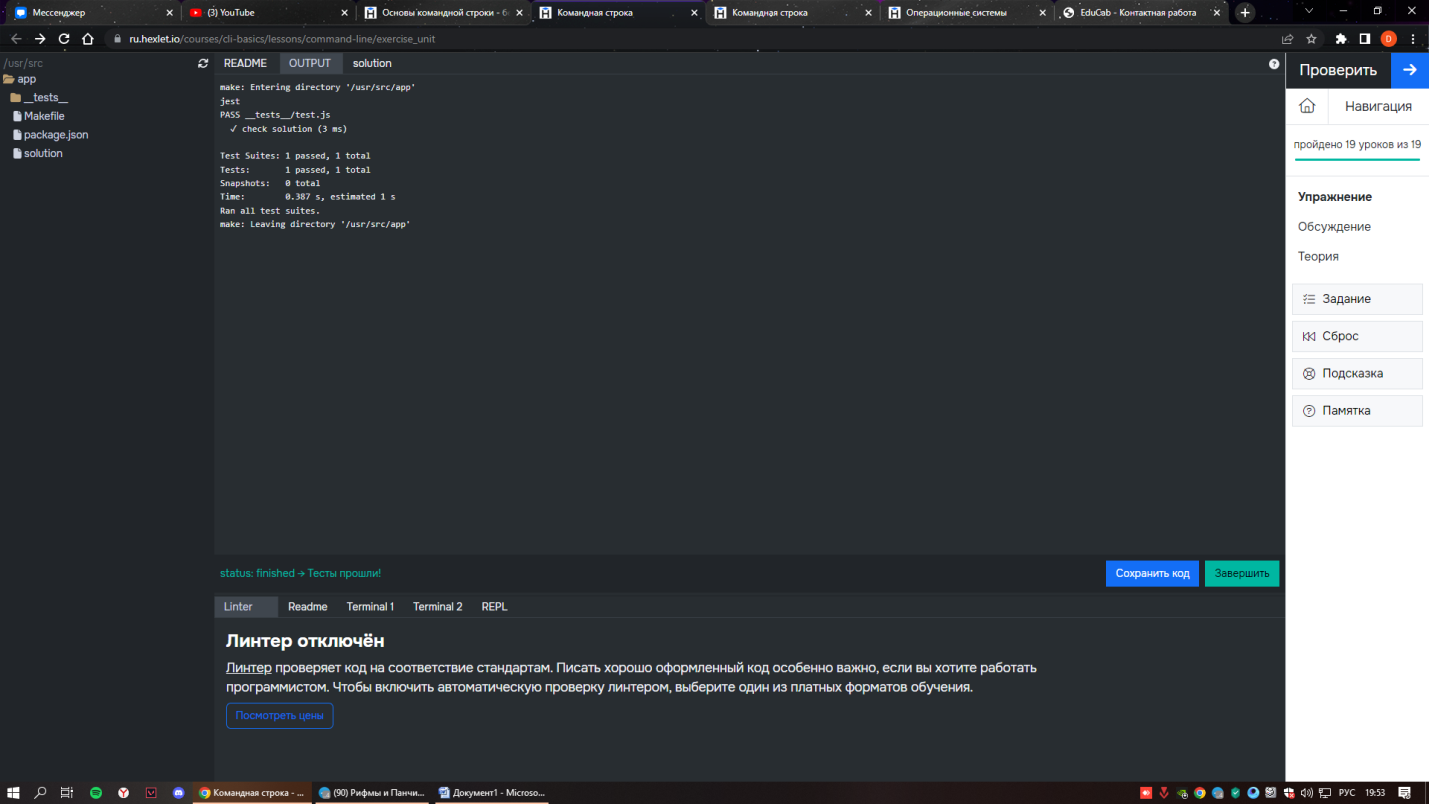 Мессенджер
(3) YouTube
Основы командной строки - б
Командная строка
Командная строка
Операционные системы
EduCab - Контактная работа
ru.hexlet.io/courses/cli-basics/lessons/command-line/exercise_unit
D
/usr/src
app
__tests__
Makefile
package.json
solution
README
OUTPUT
solution
make: Entering directory '/usr/src/app'
jest
PASS __tests__/test.js
✓ check solution (3 ms)
Test Suites: 1 passed, 1 total
Tests: 1 passed, 1 total
Snapshots: 0 total
Time: 0.387 s, estimated 1 s
Ran all test suites.
make: Leaving directory '/usr/src/app'
status: finished → Тесты прошли!
Сохранить код
Завершить
Linter
Readme
Terminal 1
Terminal 2
REPL
Линтер отключён
Линтер проверяет код на соответствие стандартам. Писать хорошо оформленный код особенно важно, если вы хотите работать
программистом. Чтобы включить автоматическую проверку линтером, выберите один из платных форматов обучения.
Посмотреть цены
Проверить
Навигация
пройдено 19 уроков из 19
Упражнение
Обсуждение
Теория
Задание
Сброс
Подсказка
Памятка
Командная строка - ...
(90) Рифмы и Панчи...
Документ1 - Microso...
РУС
19:53